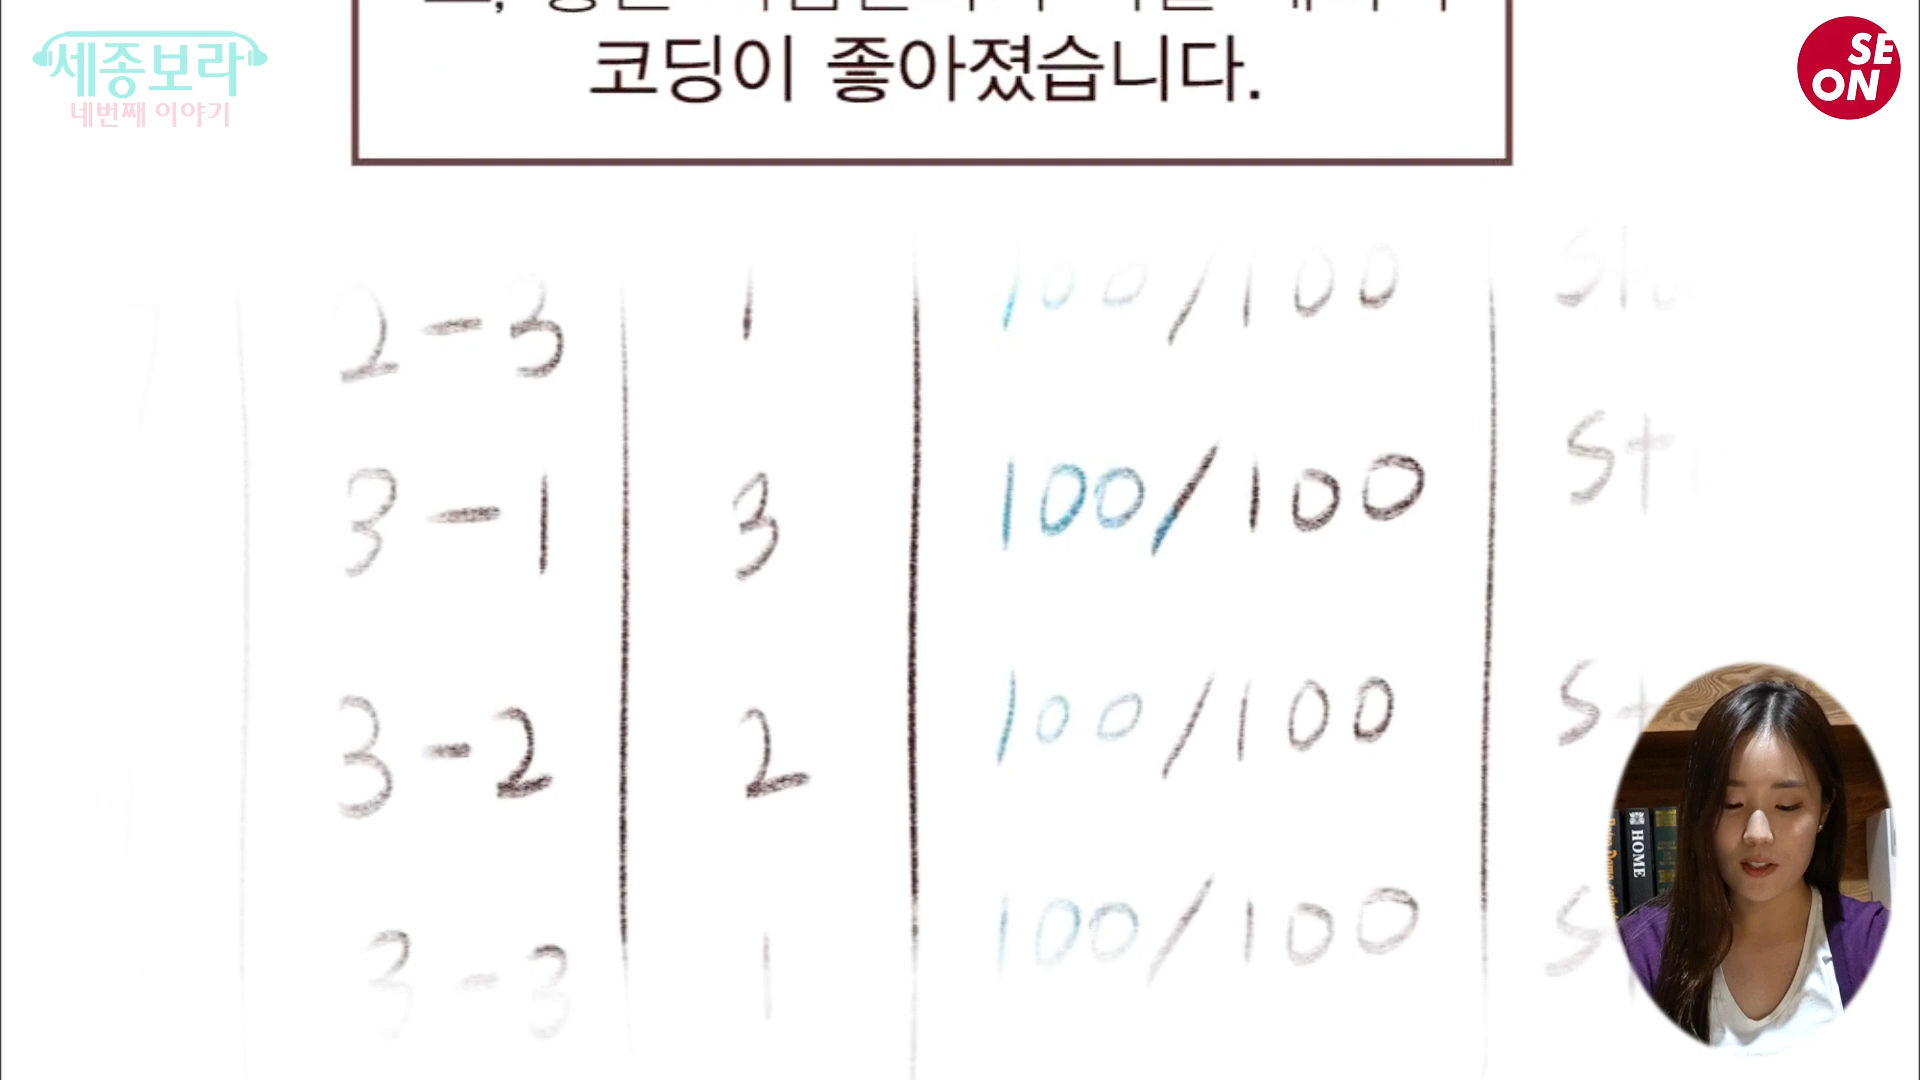 세종보라
네번째 이야기
SE
ON
코딩이 좋아졌습니다.
2-3 1 100/100
3-1 3 100/100 St
3-2 2 100/100 St
3-3 1 100/100 S
HOME